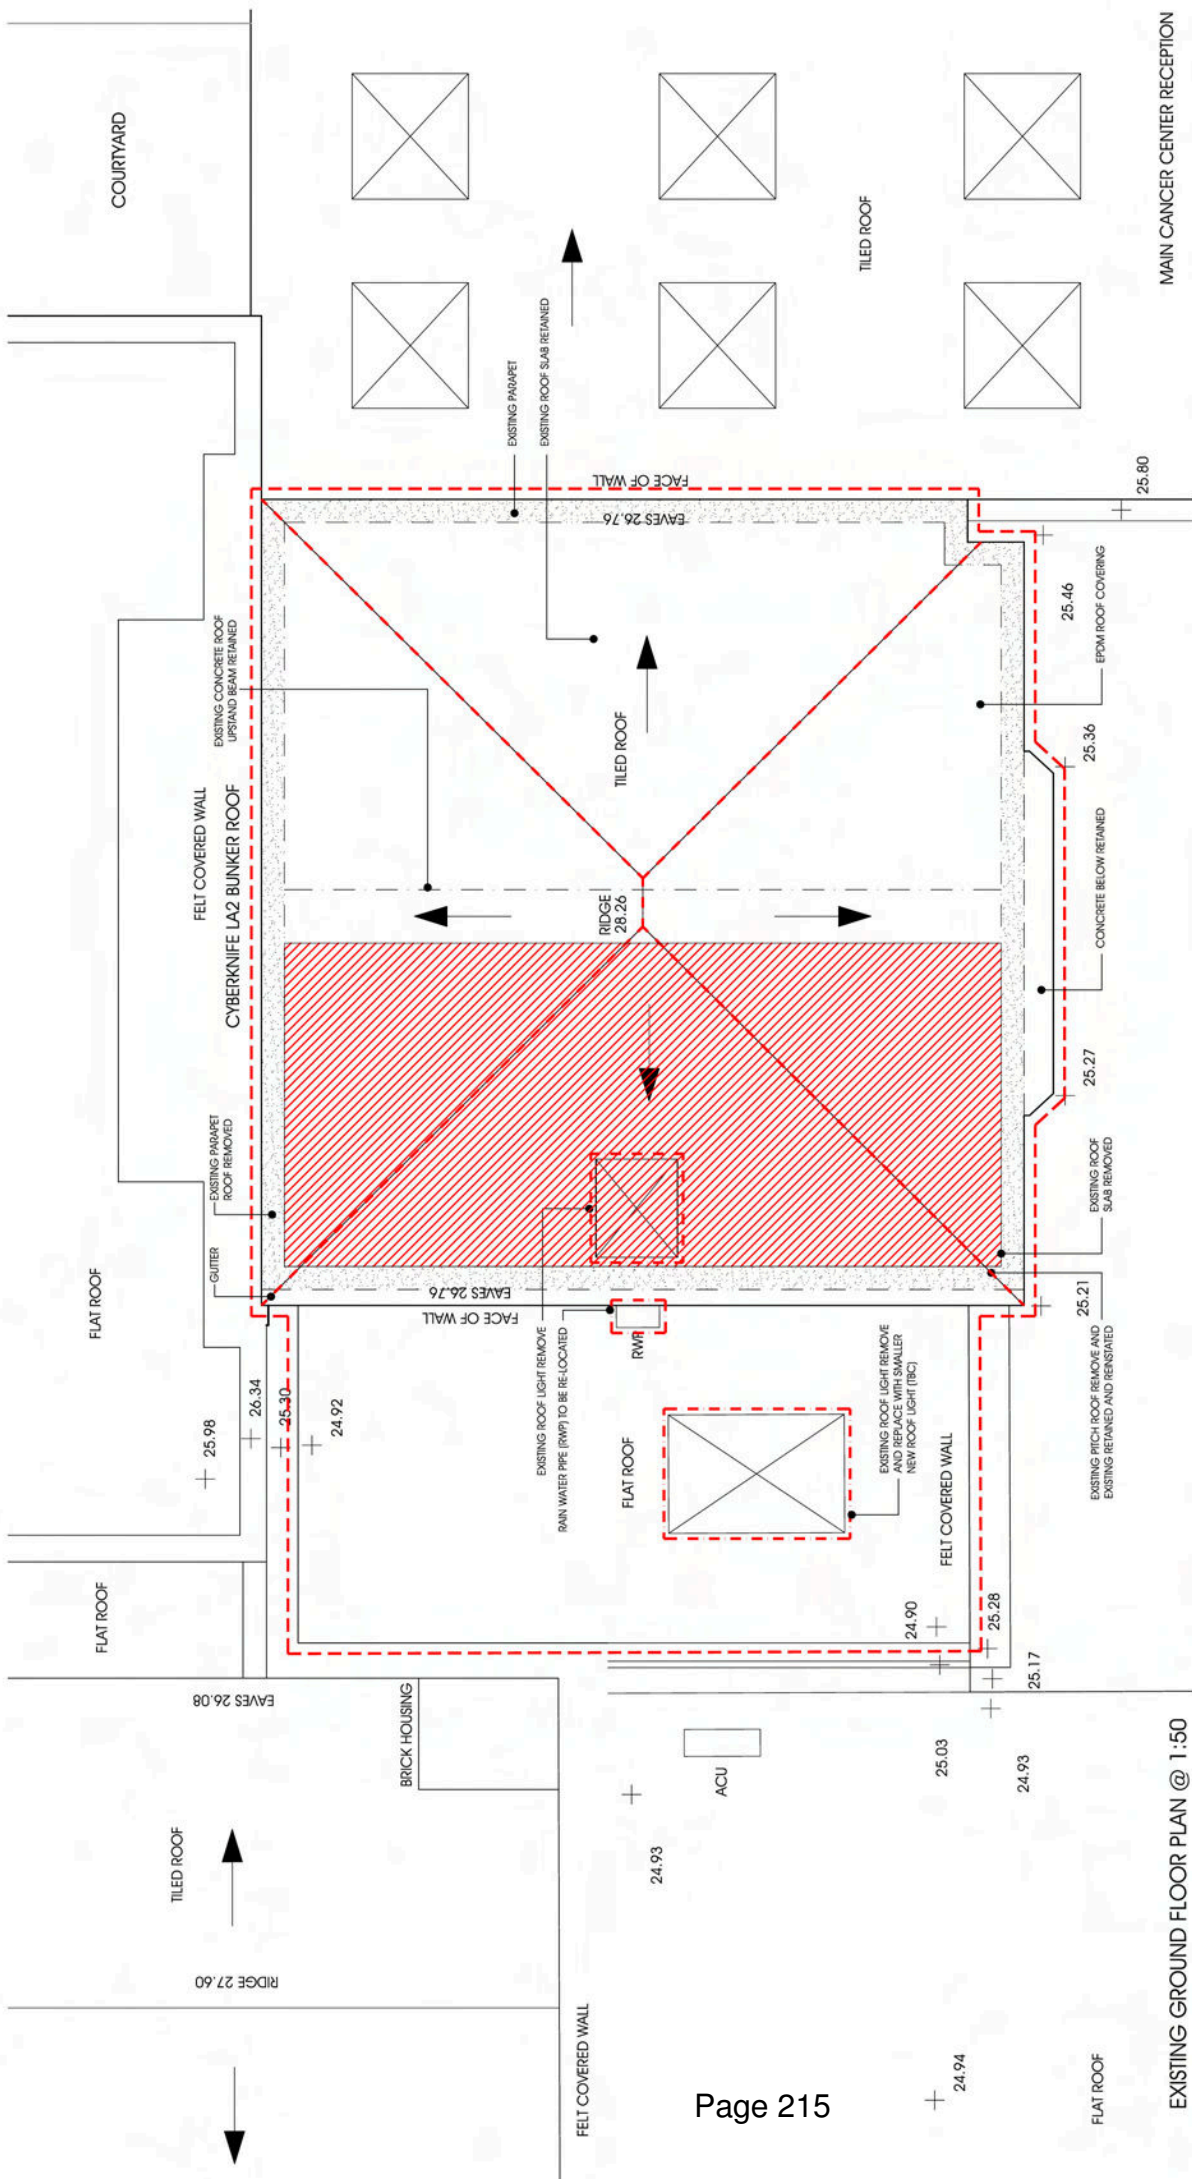 COURTYARD
MAIN CANCER CENTER RECEPTION
TILED ROOF
EXISTING PARAPET
EXISTING ROOF SLAB RETAINED
FACE OF WALL
EAVES 26.76
25.80
25.46
EPDM ROOF COVERING
25.36
CONCRETE BELOW RETAINED
25.27
EXISTING CONCRETE ROOF
UPSTAND BEAM RETAINED
FELT COVERED WALL
CYBERKNIFE LA2 BUNKER ROOF
TILED ROOF
RIDGE
28.26
EXISTING PARAPET
ROOF REMOVED
GUTTER
FLAT ROOF
EAVES 26.76
FACE OF WALL
EXISTING ROOF
SLAB REMOVED
25.21
EXISTING PITCH ROOF REMOVE AND
EXISTING RETAINED AND REINSTATED
EXISTING ROOF LIGHT REMOVE
RAIN WATER PIPE (RWP) TO BE RE-LOCATED
RWP
EXISTING ROOF LIGHT REMOVE
AND REPLACE WITH SMALLER
NEW ROOF LIGHT (TBC)
FLAT ROOF
FELT COVERED WALL
25.98
26.34
25.30
24.92
24.90
25.28
25.17
FLAT ROOF
EAVES 26.08
BRICK HOUSING
ACU
25.03
24.93
24.93
TILED ROOF
RIDGE 27.60
FELT COVERED WALL
24.94
FLAT ROOF
EXISTING GROUND FLOOR PLAN @ 1:50
Page 215